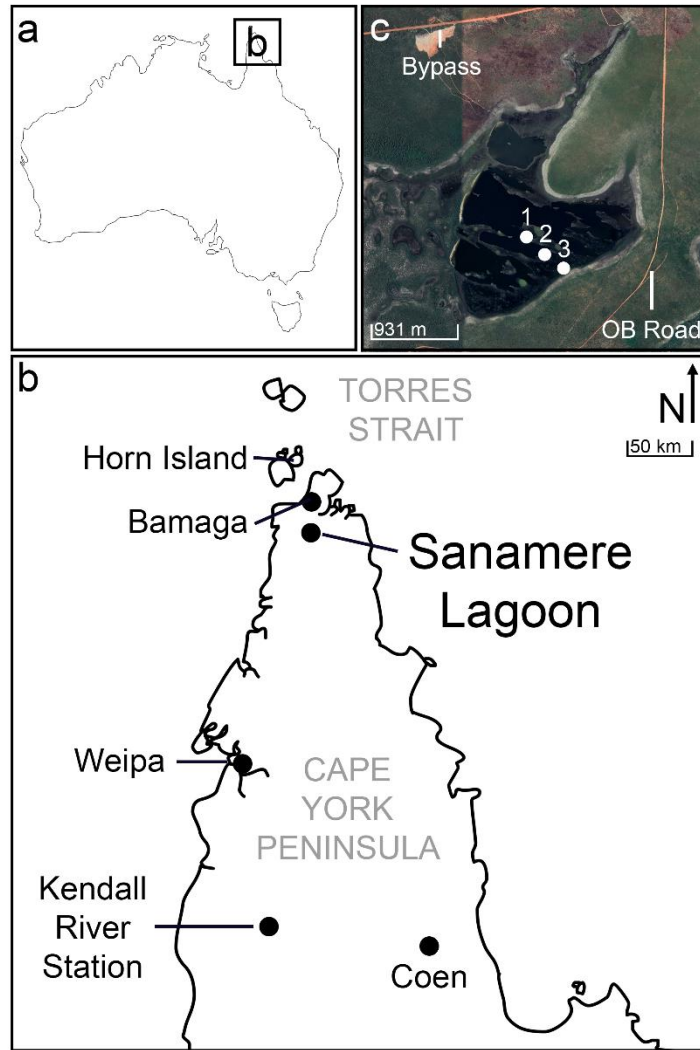 a
b
c
Bypass
1
2
3
931 m
OB Road
b
TORRES
STRAIT
N
50 km
Horn Island
Bamaga
Sanamere
Lagoon
Weipa
CAPE
YORK
PENINSULA
Kendall
River
Station
Coen